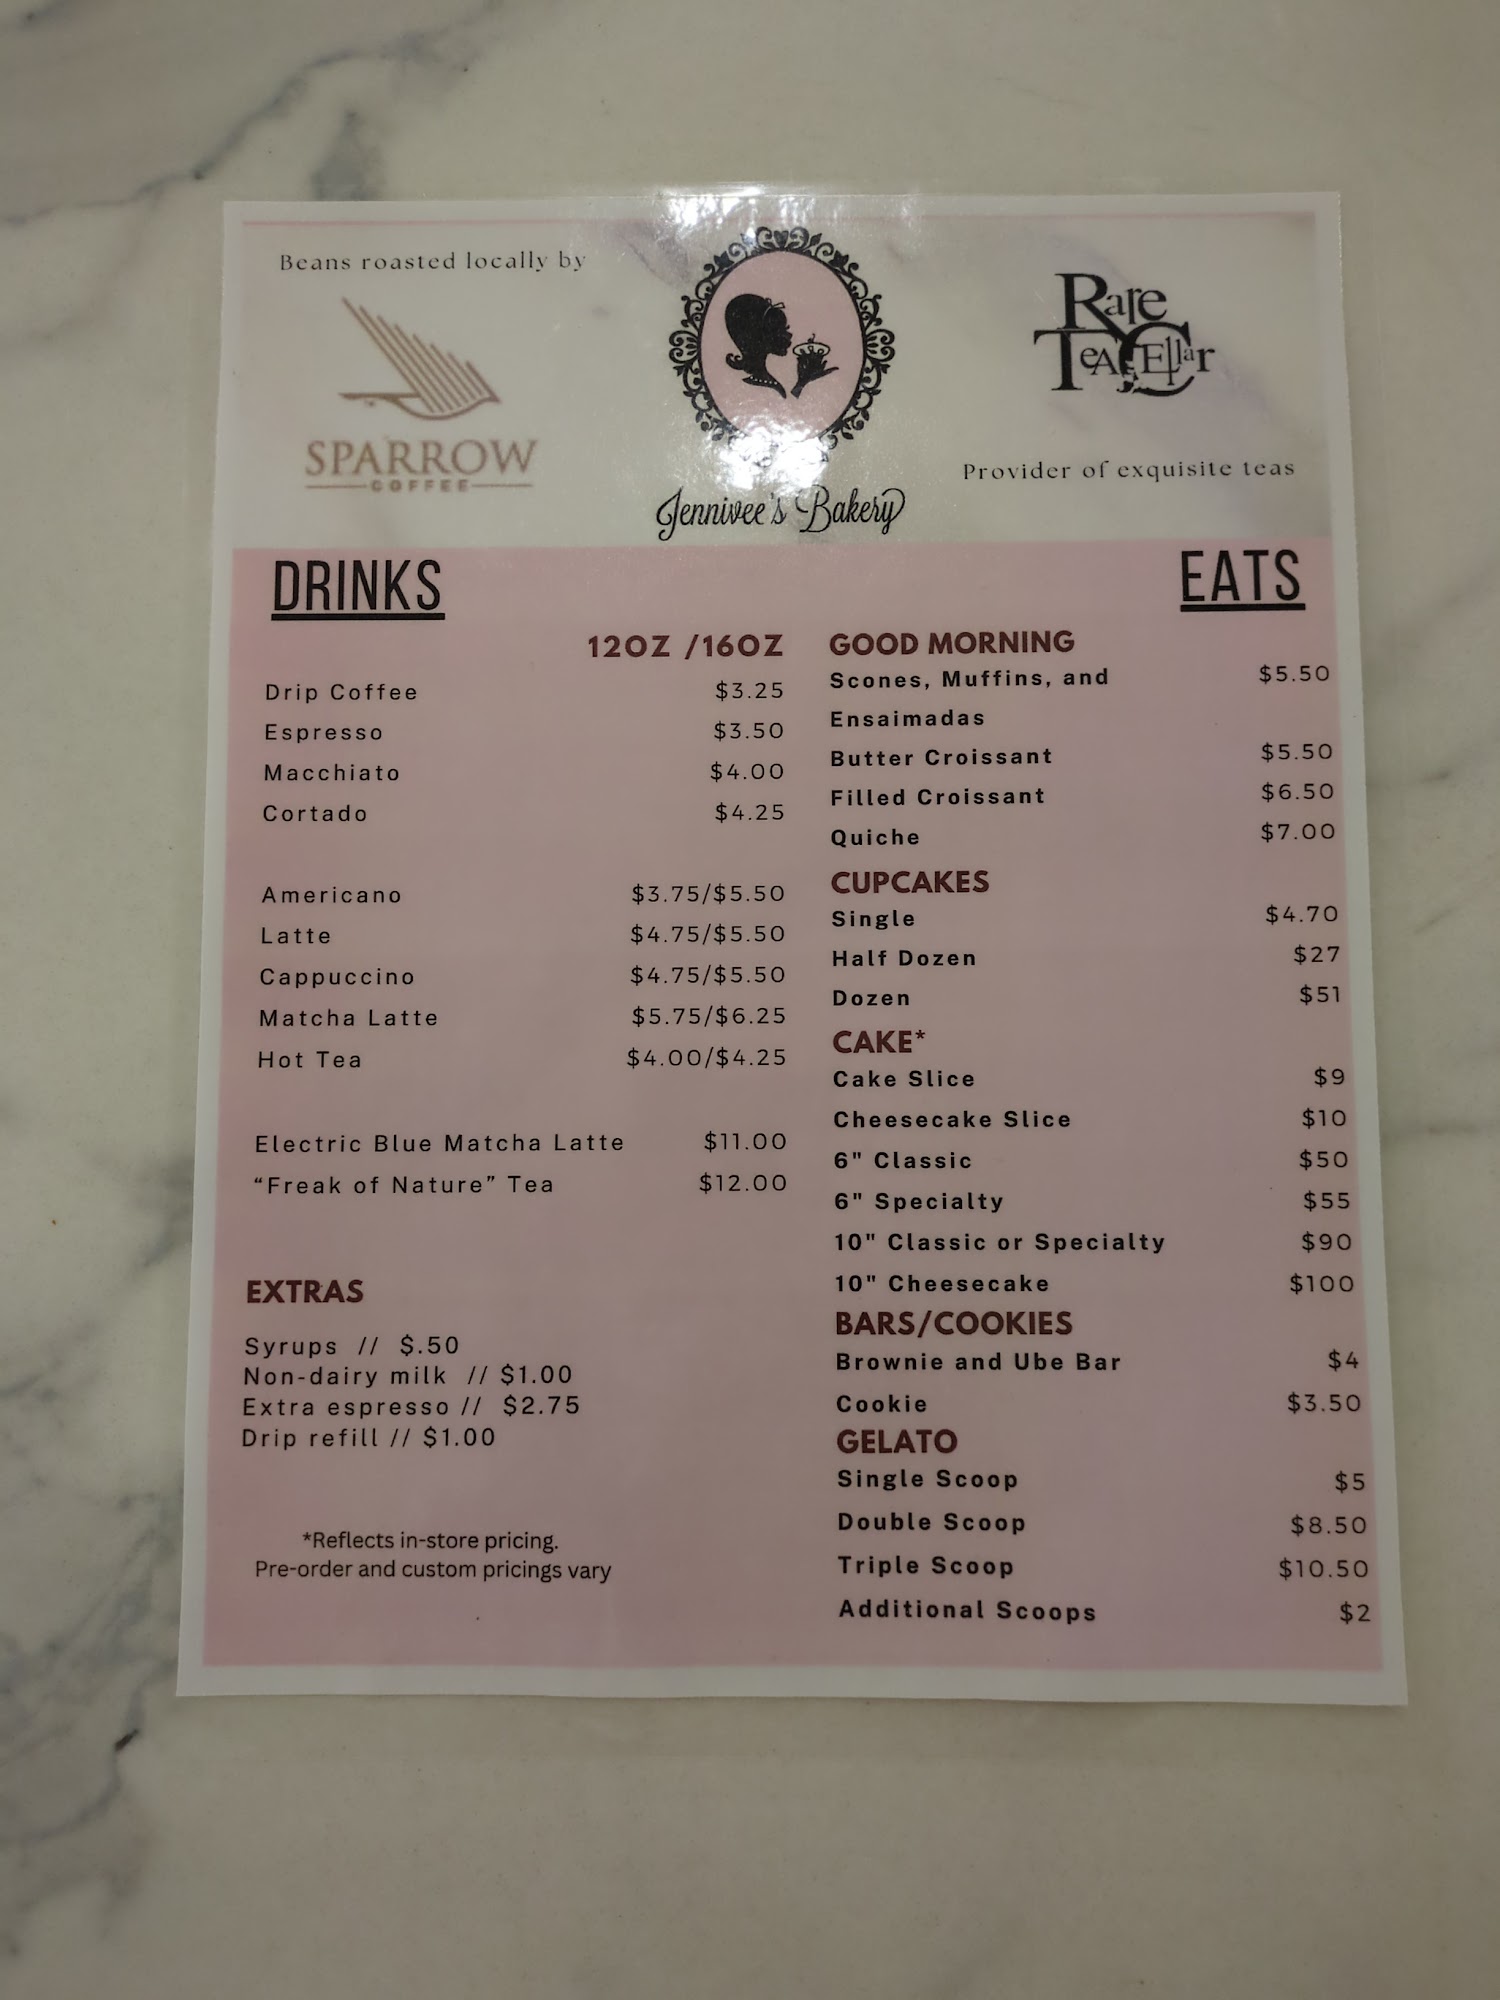 Beans roasted locally by
SPARROW
COFFEE
Jennivee's Bakery
Rare
Tea Cellar
Provider of exquisite teas
DRINKS
12OZ /16OZ
Drip Coffee $3.25
Espresso $3.50
Macchiato $4.00
Cortado $4.25
Americano $3.75/$5.50
Latte $4.75/$5.50
Cappuccino $4.75/$5.50
Matcha Latte $5.75/$6.25
Hot Tea $4.00/$4.25
Electric Blue Matcha Latte $11.00
“Freak of Nature” Tea $12.00
EXTRAS
Syrups // $.50
Non-dairy milk // $1.00
Extra espresso // $2.75
Drip refill // $1.00
*Reflects in-store pricing.
Pre-order and custom pricings vary
EATS
GOOD MORNING
Scones, Muffins, and $5.50
Ensaimadas
Butter Croissant $5.50
Filled Croissant $6.50
Quiche $7.00
CUPCAKES
Single $4.70
Half Dozen $27
Dozen $51
CAKE*
Cake Slice $9
Cheesecake Slice $10
6" Classic $50
6" Specialty $55
10" Classic or Specialty $90
10" Cheesecake $100
BARS/COOKIES
Brownie and Ube Bar $4
Cookie $3.50
GELATO
Single Scoop $5
Double Scoop $8.50
Triple Scoop $10.50
Additional Scoops $2